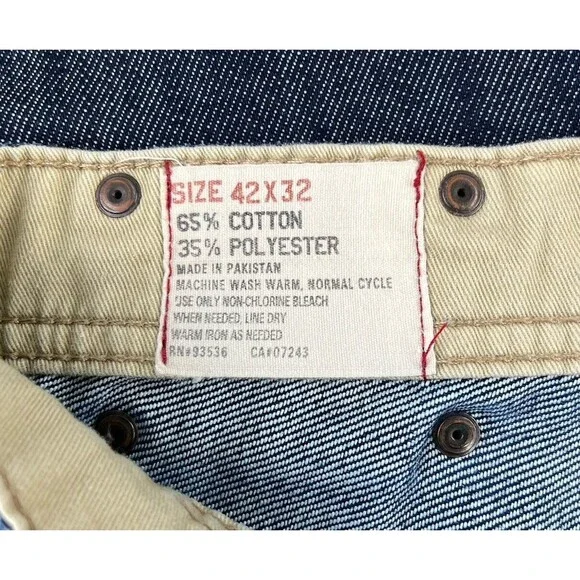 SIZE 42X32
65% COTTON
35% POLYESTER
MADE IN PAKISTAN
MACHINE WASH WARM, NORMAL CYCLE
USE ONLY NON-CHLORINE BLEACH
WHEN NEEDED, LINE DRY
WARM IRON AS NEEDED
RN#93536 CA#07243